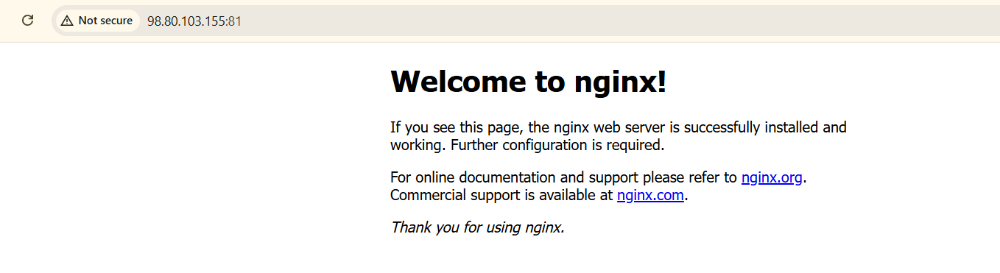 Not secure 98.80.103.155:81
Welcome to nginx!
If you see this page, the nginx web server is successfully installed and
working. Further configuration is required.
For online documentation and support please refer to nginx.org.
Commercial support is available at nginx.com.
Thank you for using nginx.